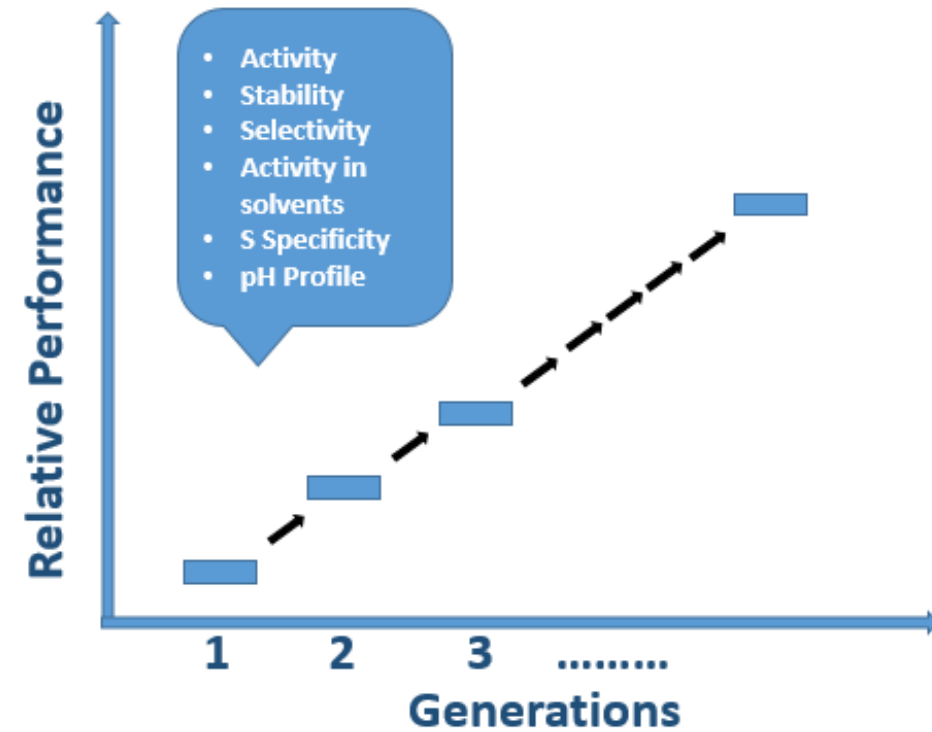 • Activity
• Stability
• Selectivity
• Activity in
solvents
• S Specificity
• pH Profile
Relative Performance
1 2 3 .........
Generations